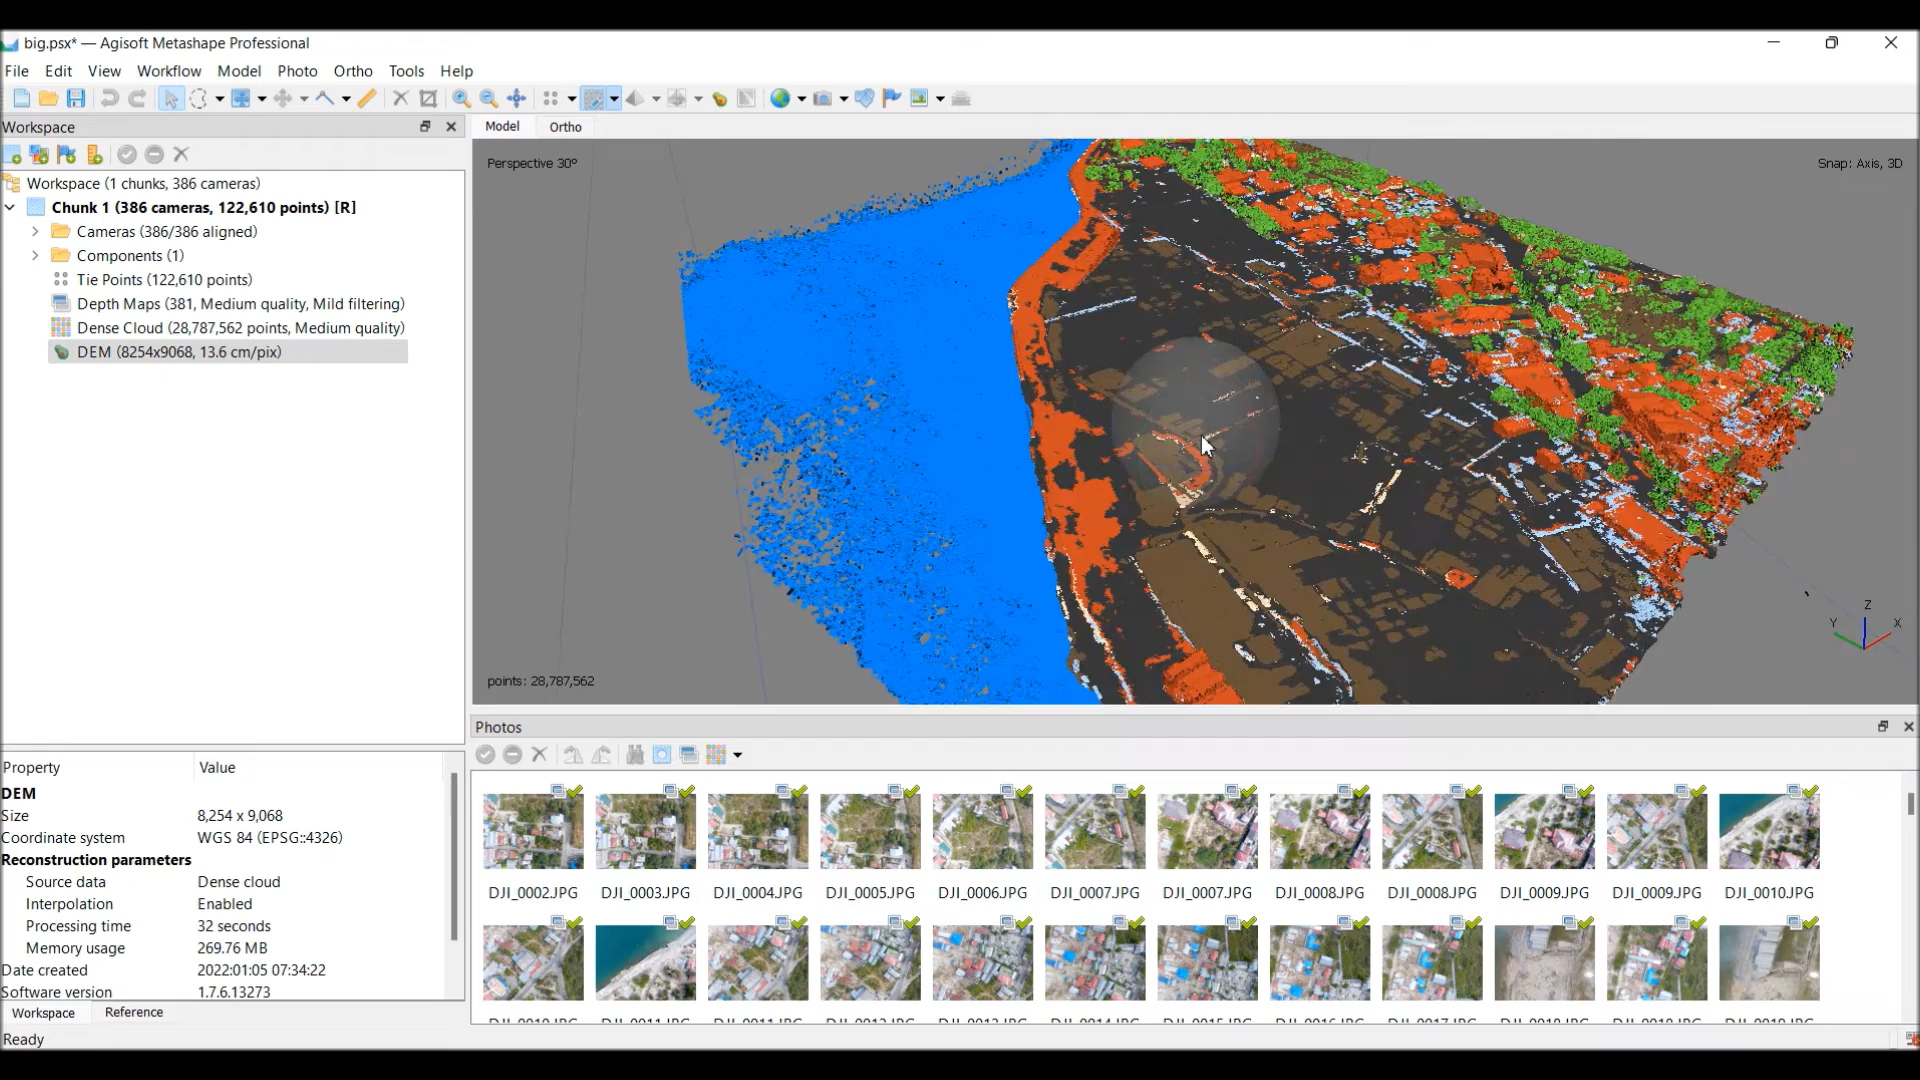 big.psx* — Agisoft Metashape Professional
File Edit View Workflow Model Photo Ortho Tools Help
Workspace
Model Ortho
Perspective 30°
Snap: Axis, 3D
Workspace (1 chunks, 386 cameras)
Chunk 1 (386 cameras, 122,610 points) [R]
Cameras (386/386 aligned)
Components (1)
Tie Points (122,610 points)
Depth Maps (381, Medium quality, Mild filtering)
Dense Cloud (28,787,562 points, Medium quality)
DEM (8254x9068, 13.6 cm/pix)
Z
Y X
points: 28,787,562
Photos
Property Value
DEM
Size 8,254 x 9,068
Coordinate system WGS 84 (EPSG::4326)
Reconstruction parameters
Source data Dense cloud
Interpolation Enabled
Processing time 32 seconds
Memory usage 269.76 MB
Date created 2022:01:05 07:34:22
Software version 1.7.6.13273
Workspace Reference
DJI_0002.JPG DJI_0003.JPG DJI_0004.JPG DJI_0005.JPG DJI_0006.JPG DJI_0007.JPG DJI_0007.JPG DJI_0008.JPG DJI_0008.JPG DJI_0009.JPG DJI_0009.JPG DJI_0010.JPG
Ready